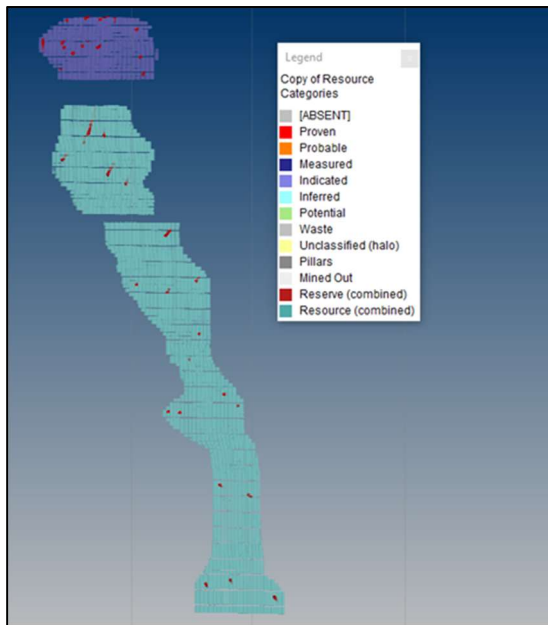 Legend
Copy of Resource
Categories
[ABSENT]
Proven
Probable
Measured
Indicated
Inferred
Potential
Waste
Unclassified (halo)
Pillars
Mined Out
Reserve (combined)
Resource (combined)